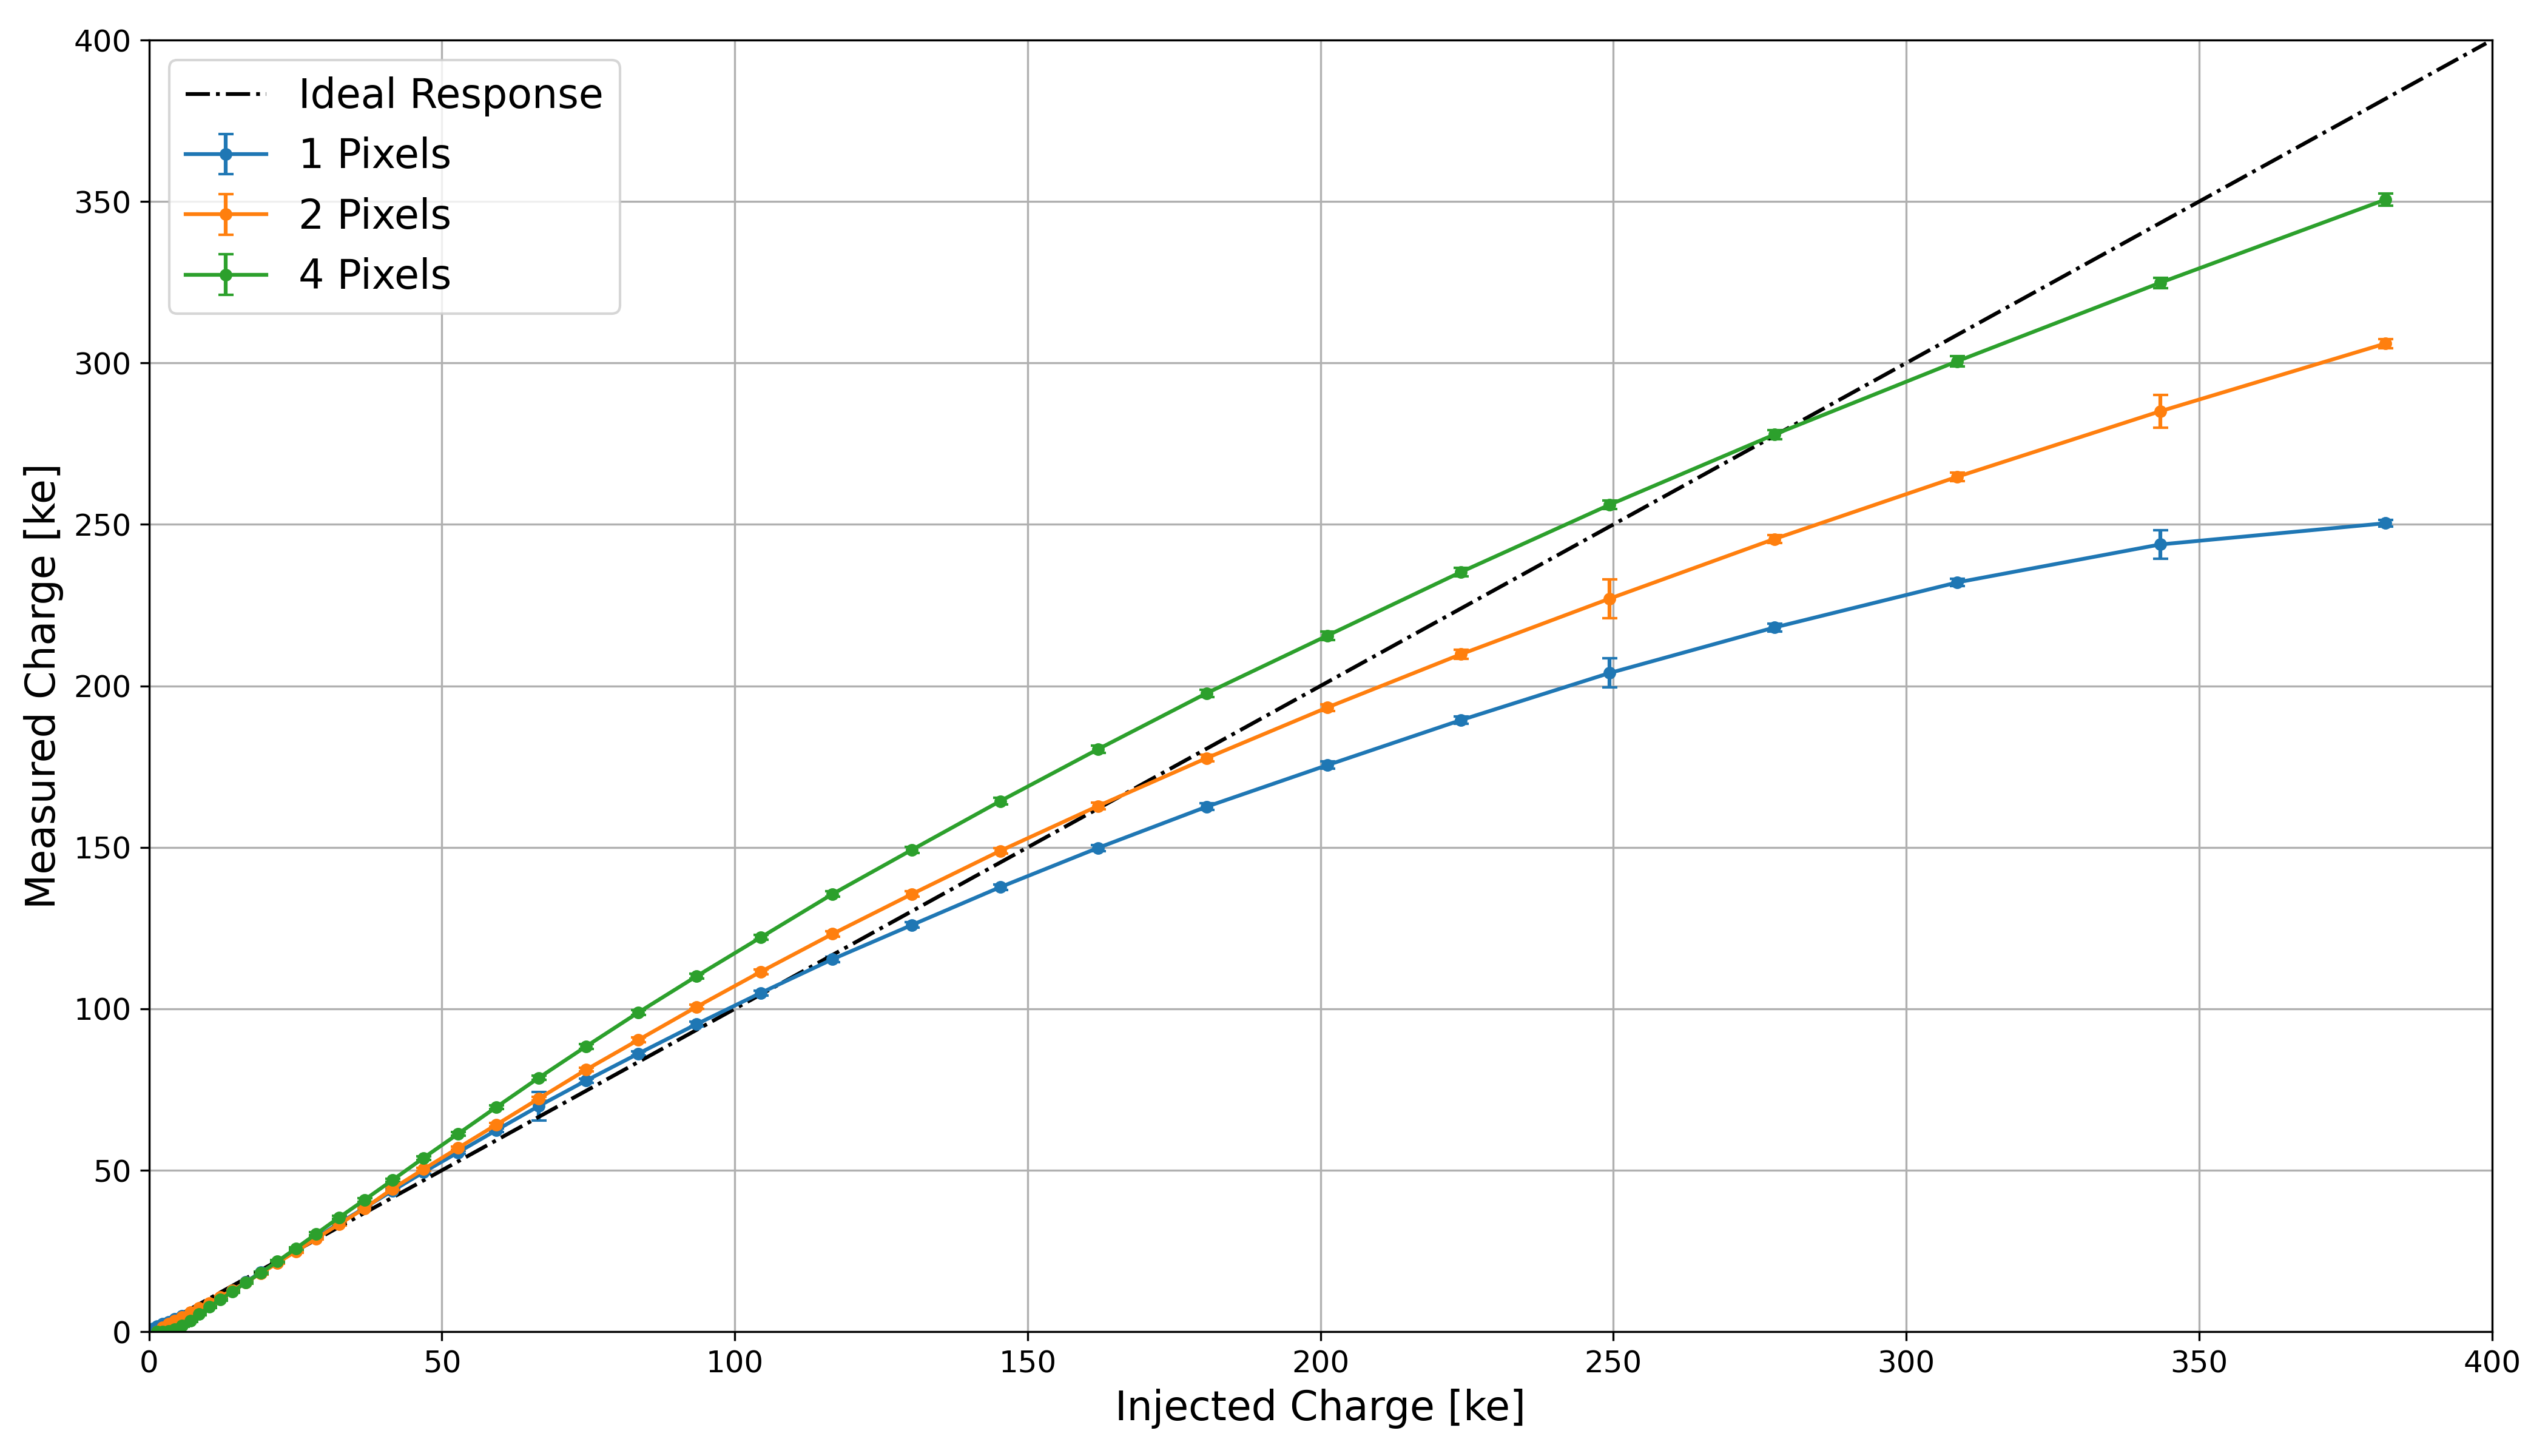 400
350
300
250
200
150
100
50
0
Measured Charge [ke]
Ideal Response
1 Pixels
2 Pixels
4 Pixels
0 50 100 150 200 250 300 350 400
Injected Charge [ke]